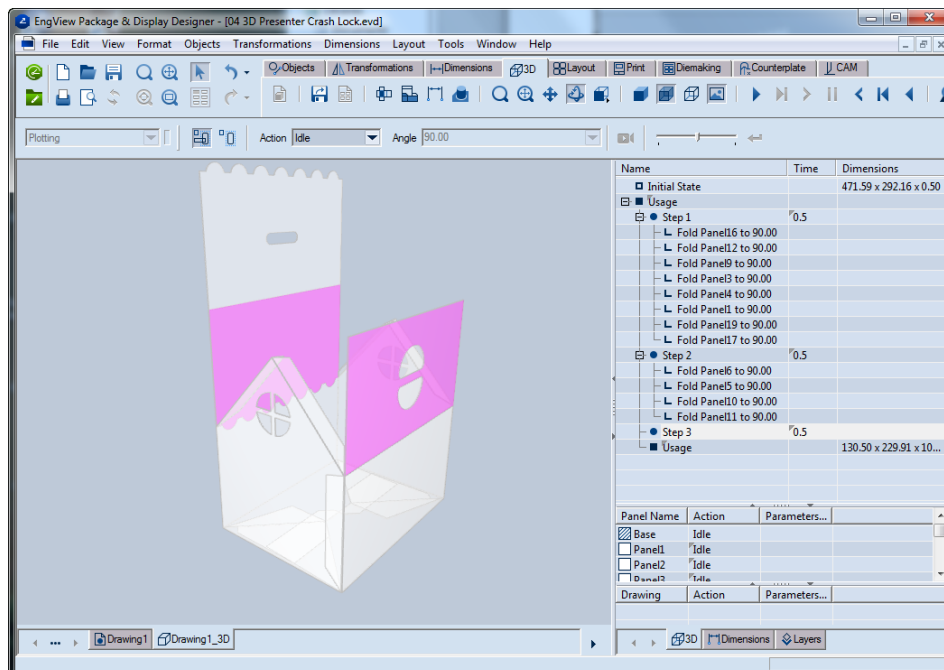 EngView Package & Display Designer - [04 3D Presenter Crash Lock.evd]
File Edit View Format Objects Transformations Dimensions Layout Tools Window Help
Objects Transformations Dimensions 3D Layout Print Diemaking Counterplate CAM
Plotting Action Idle Angle 90.00
Name Time Dimensions
Initial State 471.59 x 292.16 x 0.50
Usage
Step 1 0.5
Fold Panel16 to 90.00
Fold Panel12 to 90.00
Fold Panel9 to 90.00
Fold Panel3 to 90.00
Fold Panel4 to 90.00
Fold Panel1 to 90.00
Fold Panel19 to 90.00
Fold Panel17 to 90.00
Step 2 0.5
Fold Panel6 to 90.00
Fold Panel5 to 90.00
Fold Panel10 to 90.00
Fold Panel11 to 90.00
Step 3 0.5
Usage 130.50 x 229.91 x 10...
Panel Name Action Parameters...
Base Idle
Panel1 Idle
Panel2 Idle
Panel3 Idle
Drawing Action Parameters...
Drawing1 Drawing1_3D 3D Dimensions Layers